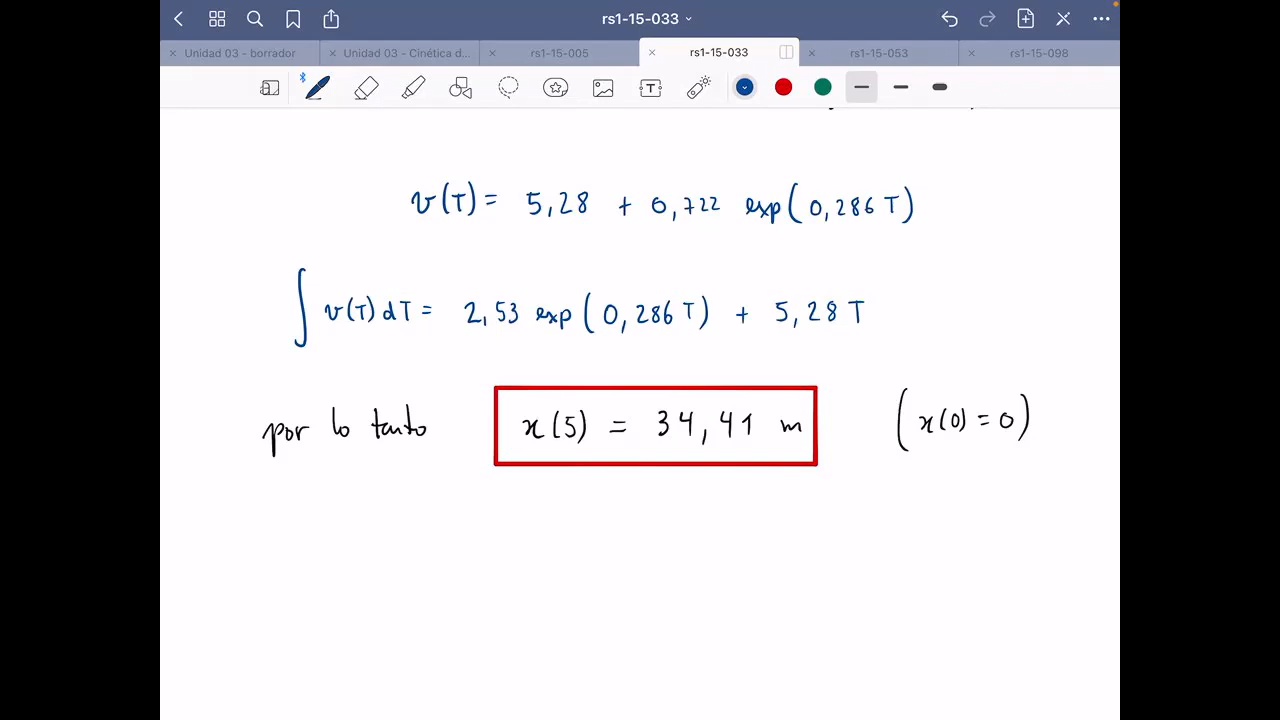 rs1-15-033
Unidad 03 - borrador
Unidad 03 - Cinética d...
rs1-15-005
rs1-15-033
rs1-15-053
rs1-15-098
T
v(T) = 5,28 + 0,722 exp(0,286 T)
∫ v(T) dT = 2,53 exp(0,286 T) + 5,28 T
por lo tanto x(5) = 34,41 m (x(0) = 0)